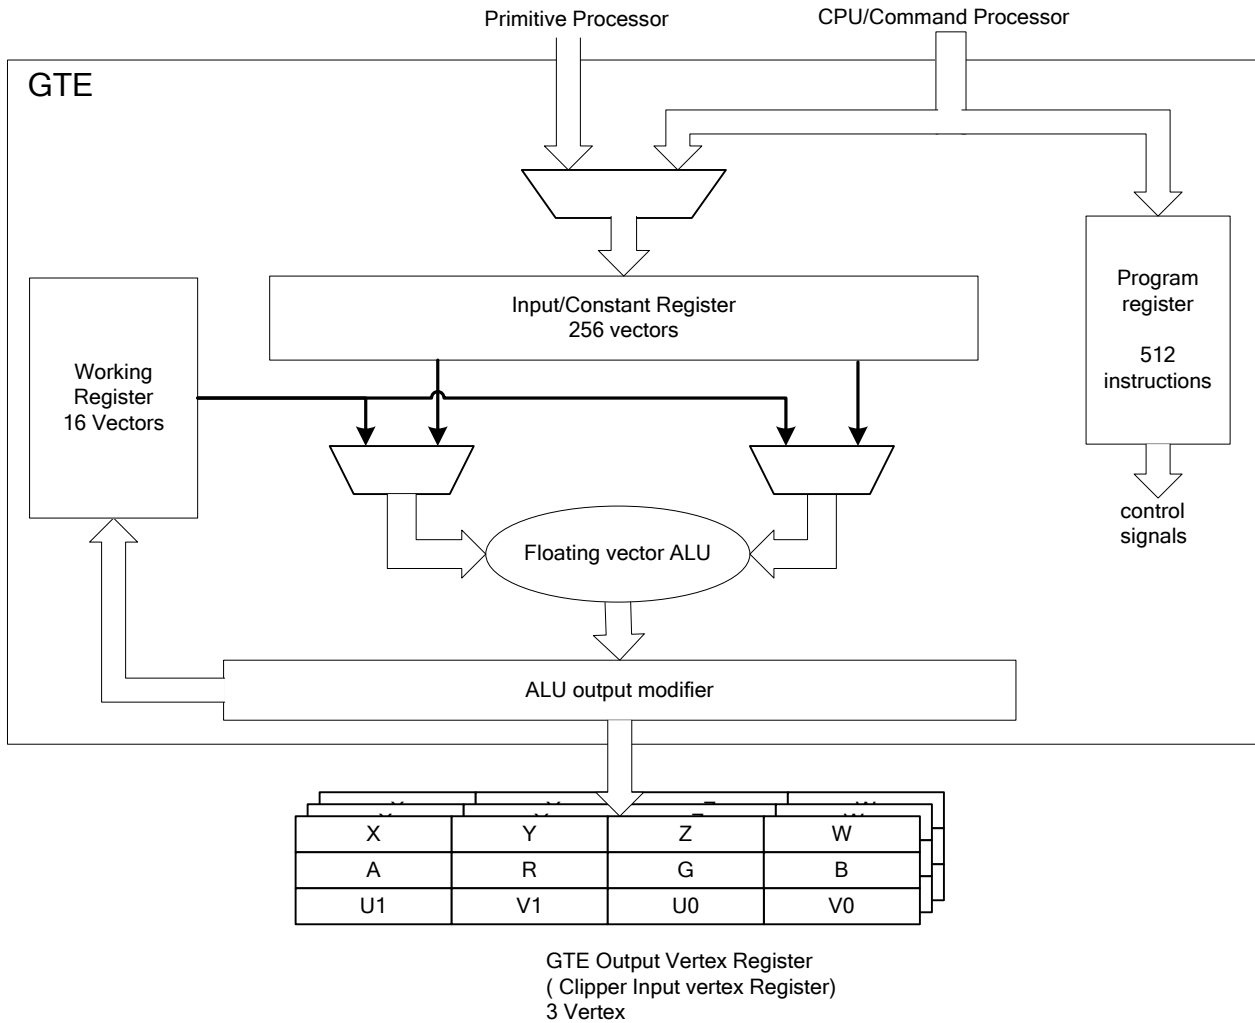 Primitive Processor
CPU/Command Processor
GTE
Input/Constant Register
256 vectors
Program
register
512
instructions
Working
Register
16 Vectors
control
signals
Floating vector ALU
ALU output modifier
X Y Z W
A R G B
U1 V1 U0 V0
GTE Output Vertex Register
( Clipper Input vertex Register)
3 Vertex